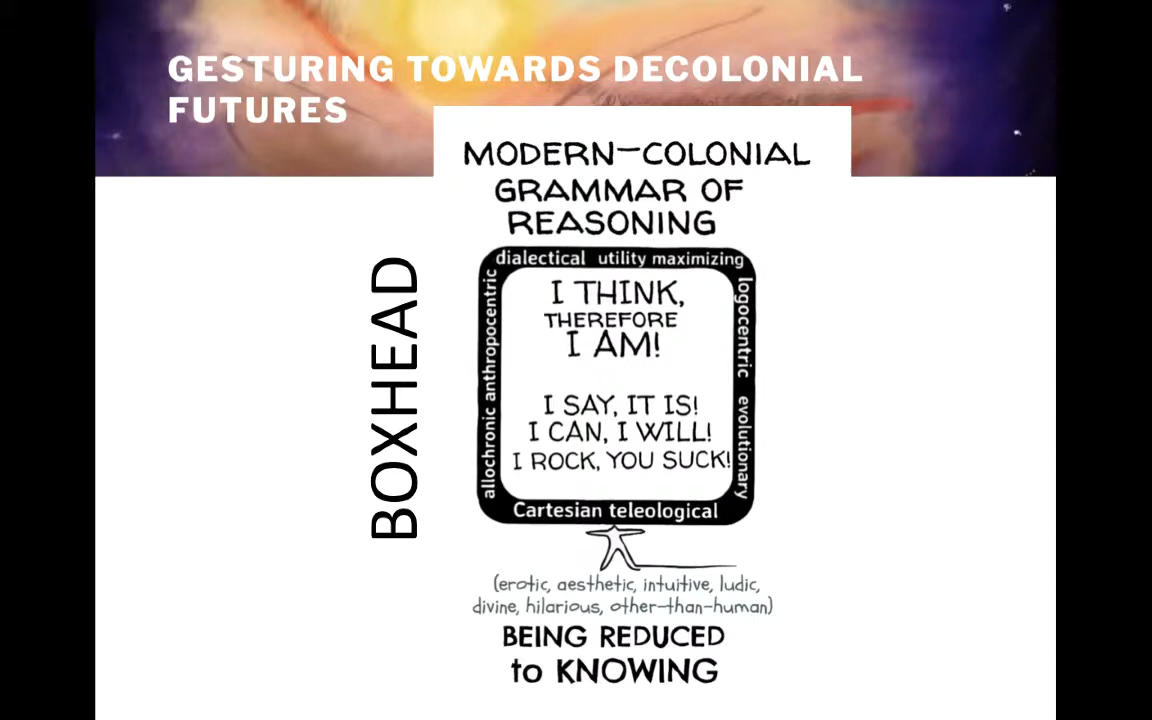 GESTURING TOWARDS DECOLONIAL
FUTURES
MODERN-COLONIAL
GRAMMAR OF
REASONING
BOXHEAD
dialectical utility maximizing
allochronic anthropocentric
logocentric evolutionary
I THINK,
THEREFORE
I AM!
I SAY, IT IS!
I CAN, I WILL!
I ROCK, YOU SUCK!
Cartesian teleological
(erotic, aesthetic, intuitive, ludic,
divine, hilarious, other-than-human)
BEING REDUCED
to KNOWING